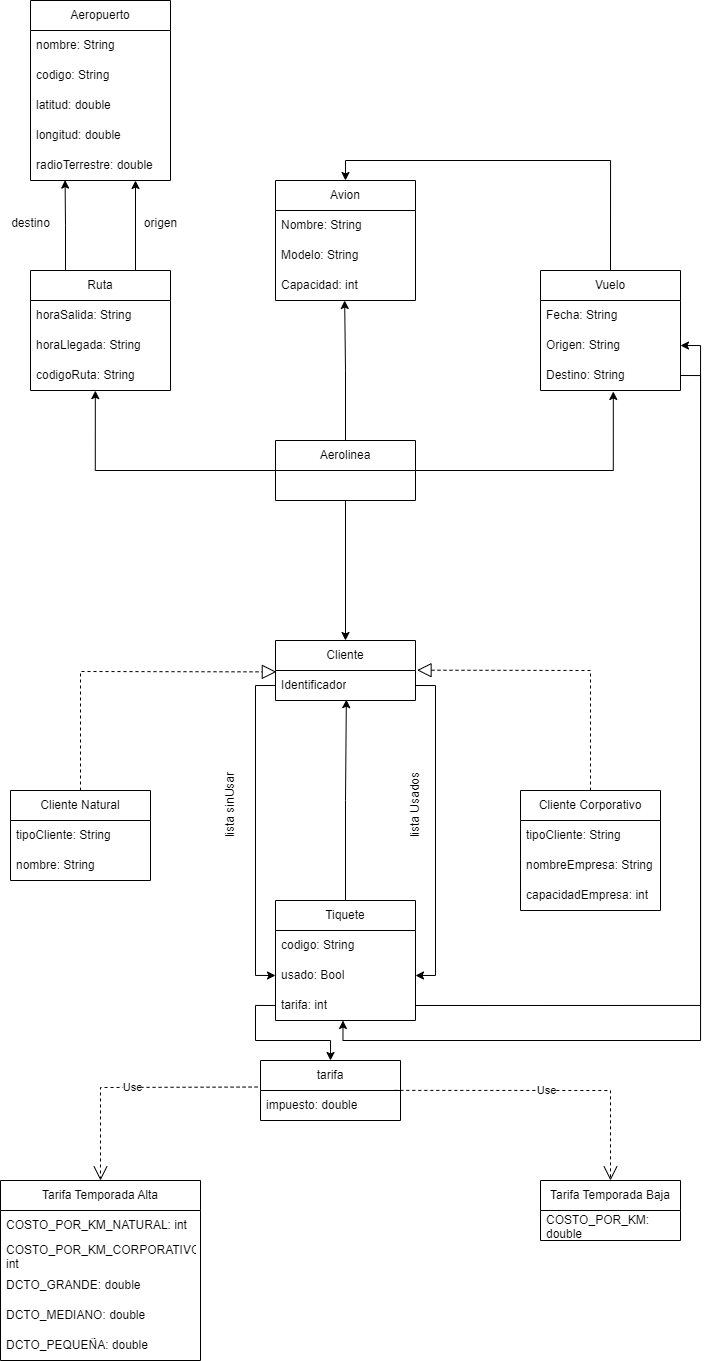 Aeropuerto
nombre: String
codigo: String
latitud: double
longitud: double
radioTerrestre: double
destino
origen
Avion
Nombre: String
Modelo: String
Capacidad: int
Ruta
horaSalida: String
horaLlegada: String
codigoRuta: String
Vuelo
Fecha: String
Origen: String
Destino: String
Aerolinea
Cliente
Identificador
lista sinUsar
lista Usados
Cliente Natural
tipoCliente: String
nombre: String
Cliente Corporativo
tipoCliente: String
nombreEmpresa: String
capacidadEmpresa: int
Tiquete
codigo: String
usado: Bool
tarifa: int
tarifa
impuesto: double
Use
Use
Tarifa Temporada Alta
COSTO_POR_KM_NATURAL: int
COSTO_POR_KM_CORPORATIVO
int
DCTO_GRANDE: double
DCTO_MEDIANO: double
DCTO_PEQUEÑA: double
Tarifa Temporada Baja
COSTO_POR_KM:
double